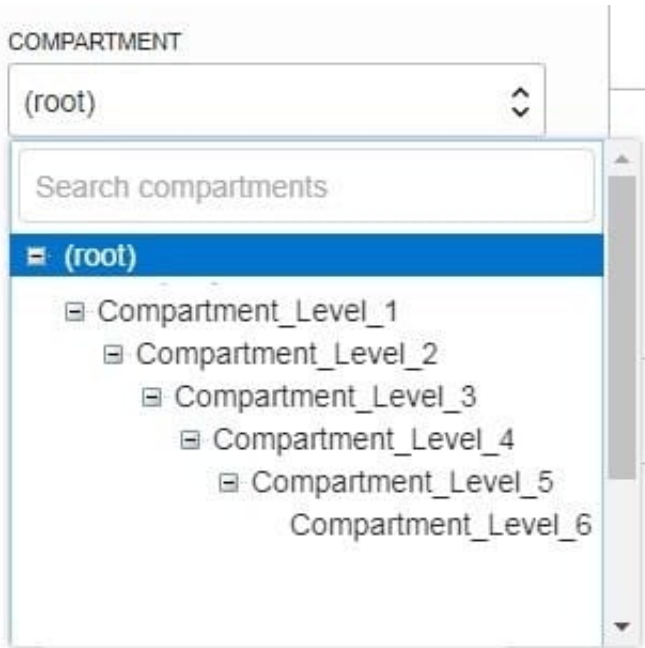 COMPARTMENT
(root)
Search compartments
(root)
Compartment_Level_1
Compartment_Level_2
Compartment_Level_3
Compartment_Level_4
Compartment_Level_5
Compartment_Level_6